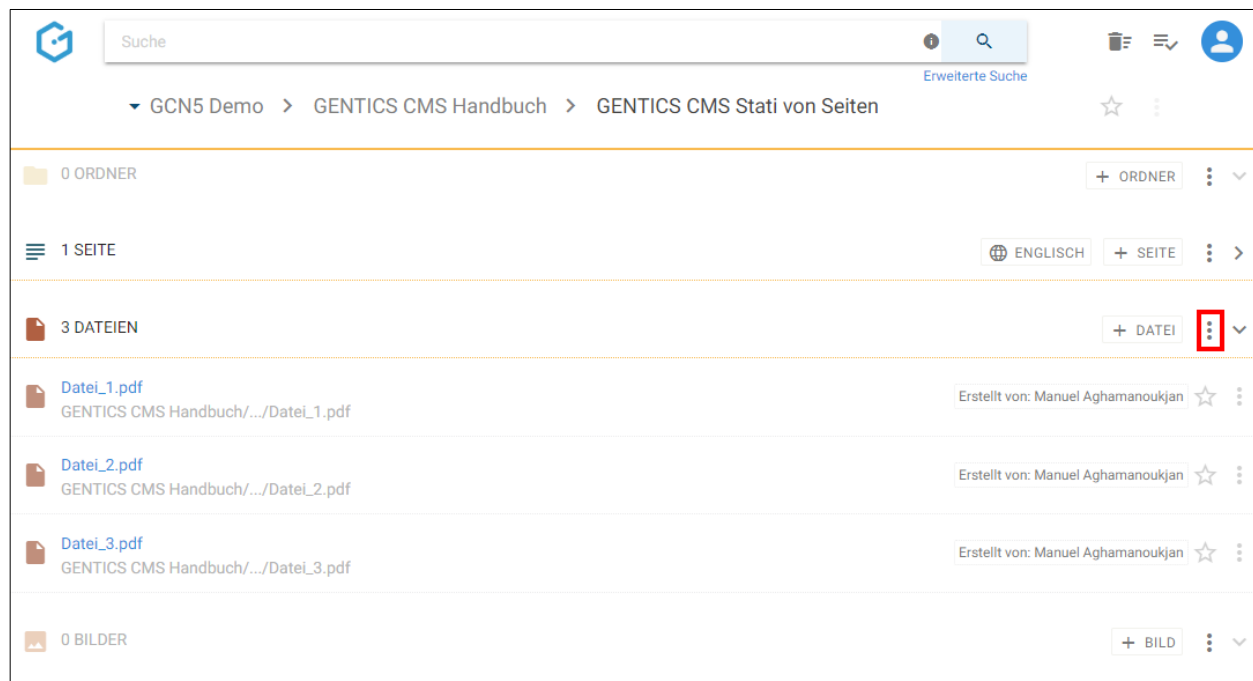 Suche
Erweiterte Suche
GCN5 Demo > GENTICS CMS Handbuch > GENTICS CMS Stati von Seiten
0 ORDNER + ORDNER
1 SEITE ENGLISCH + SEITE
3 DATEIEN + DATEI
Datei_1.pdf
GENTICS CMS Handbuch/.../Datei_1.pdf Erstellt von: Manuel Aghamanoukjan
Datei_2.pdf
GENTICS CMS Handbuch/.../Datei_2.pdf Erstellt von: Manuel Aghamanoukjan
Datei_3.pdf
GENTICS CMS Handbuch/.../Datei_3.pdf Erstellt von: Manuel Aghamanoukjan
0 BILDER + BILD